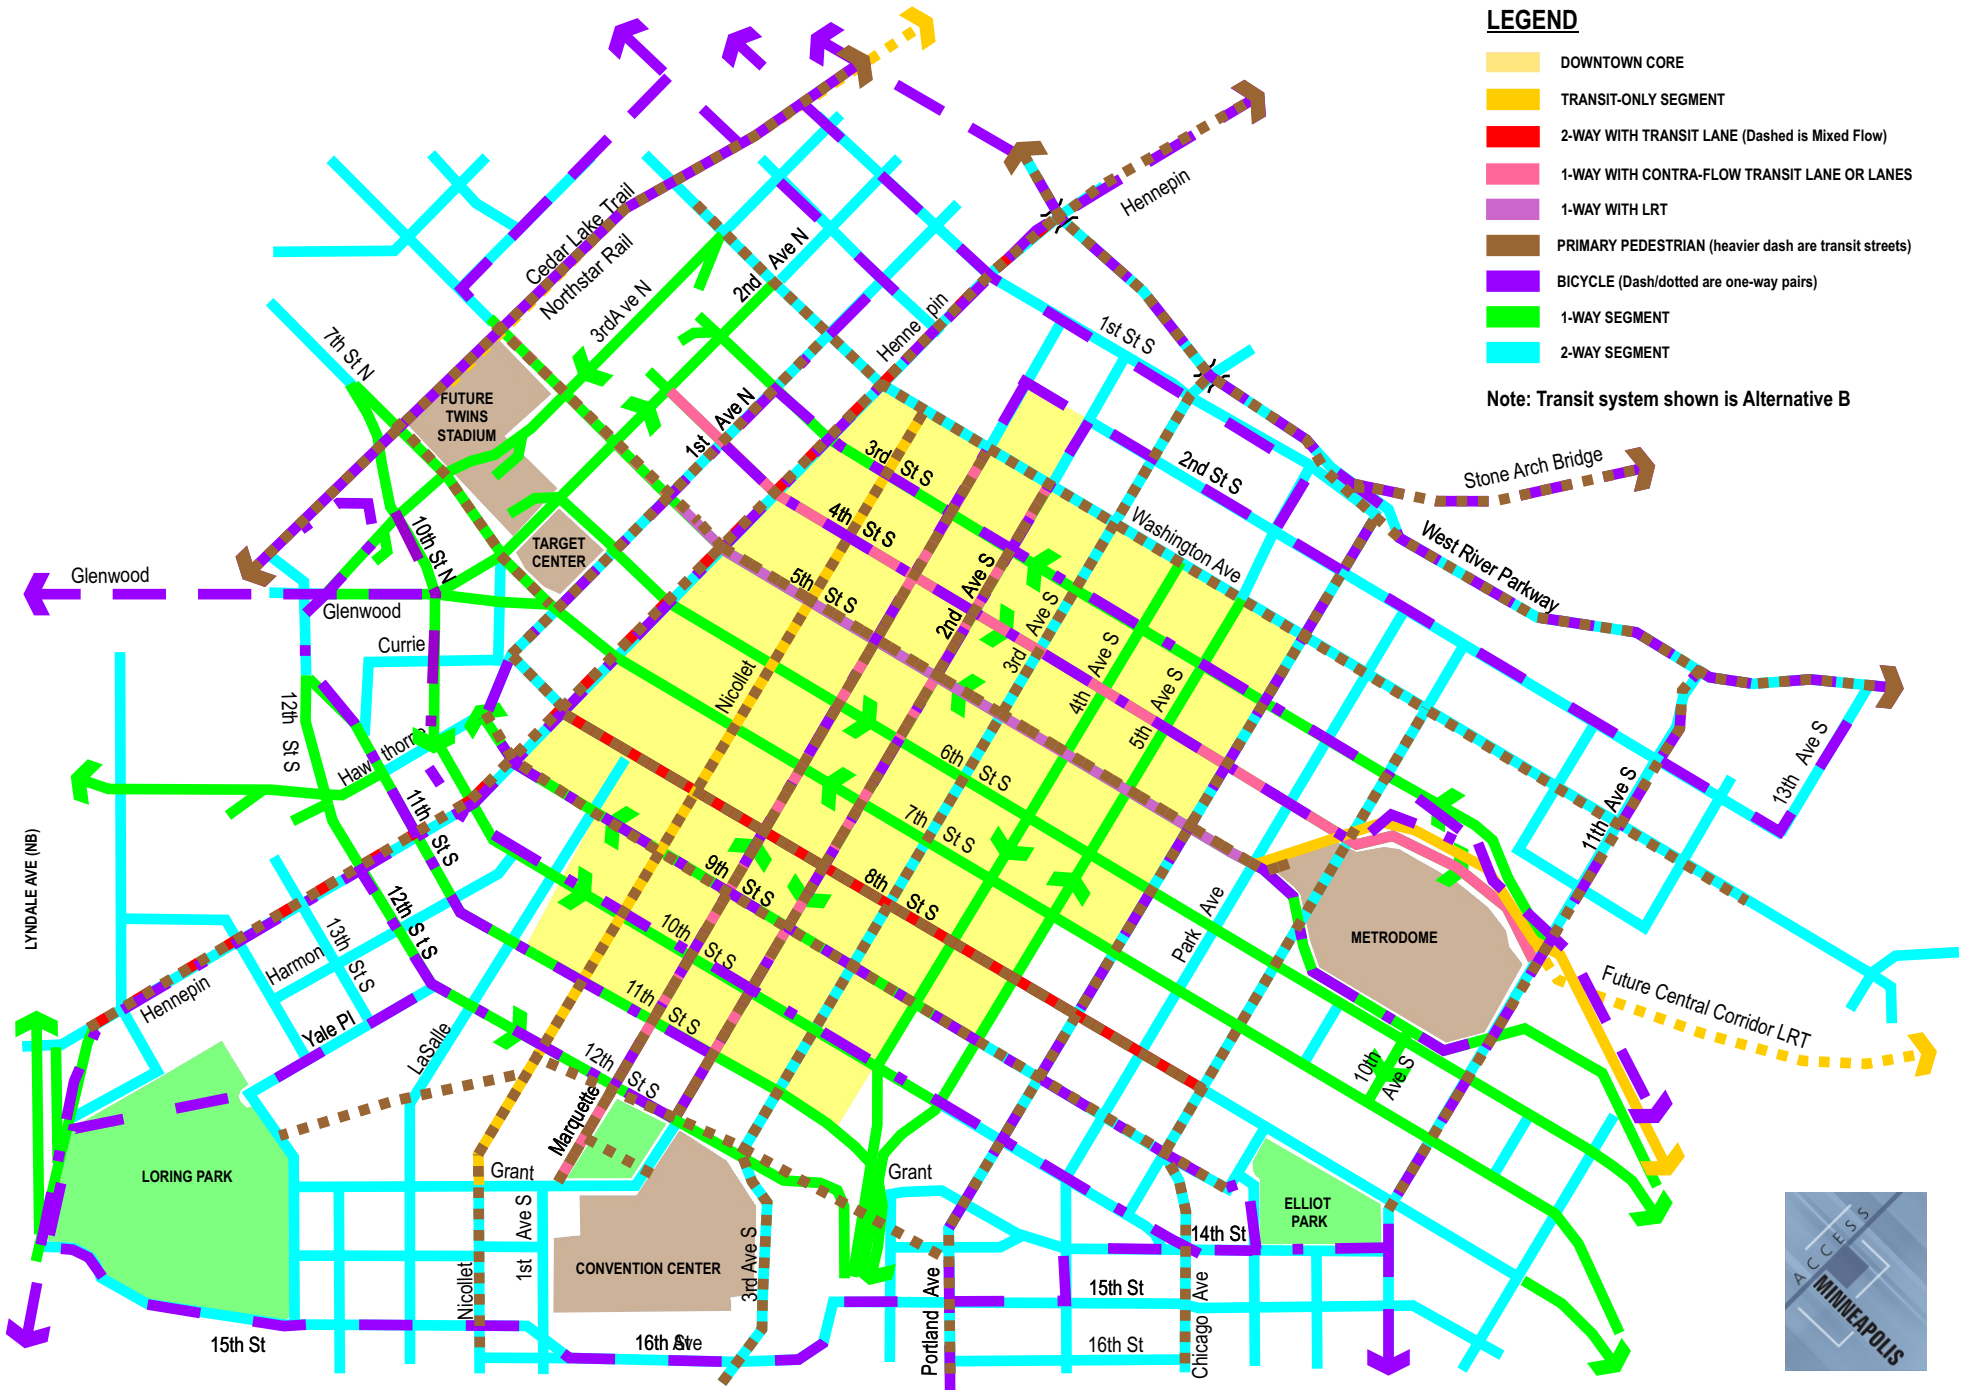 LEGEND
DOWNTOWN CORE
TRANSIT-ONLY SEGMENT
2-WAY WITH TRANSIT LANE (Dashed is Mixed Flow)
1-WAY WITH CONTRA-FLOW TRANSIT LANE OR LANES
1-WAY WITH LRT
PRIMARY PEDESTRIAN (heavier dash are transit streets)
BICYCLE (Dash/dotted are one-way pairs)
1-WAY SEGMENT
2-WAY SEGMENT
Note: Transit system shown is Alternative B
Hennepin
Cedar Lake Trail
Northstar Rail
2nd Ave N
3rdA ve N
Henne pin
1st St S
7th St N
FUTURE
TWINS
STADIUM
1st Ave N
3rd St S
2nd St S
Stone Arch Bridge
4th St S
Washington Ave
West River Parkway
10th St N
TARGET
CENTER
5th St S
2nd Ave S
3rd Ave S
Glenwood
Glenwood
Currie
Nicollet
4th Ave S
5th Ave S
12th St S
Haw thorne
6th St S
7th St S
11th Ave S
13th Ave S
11th St S
9th St S
8th St S
LYNDALE AVE (NB)
12th S t S
13th St S
Harmon
Hennepin
10th St S
Park Ave
METRODOME
11th St S
Future Central Corridor LRT
Yale Pl
LaSalle
12th St S
10th Ave S
Marquette
LORING PARK
Grant
Grant
1st Ave S
ELLIOT
PARK
14th St
CONVENTION CENTER
3rd Ave S
Nicollet
Portland Ave
15th St
Chicago Ave
15th St
16th St
16th Ave
16th St
ACCESS
MINNEAPOLIS